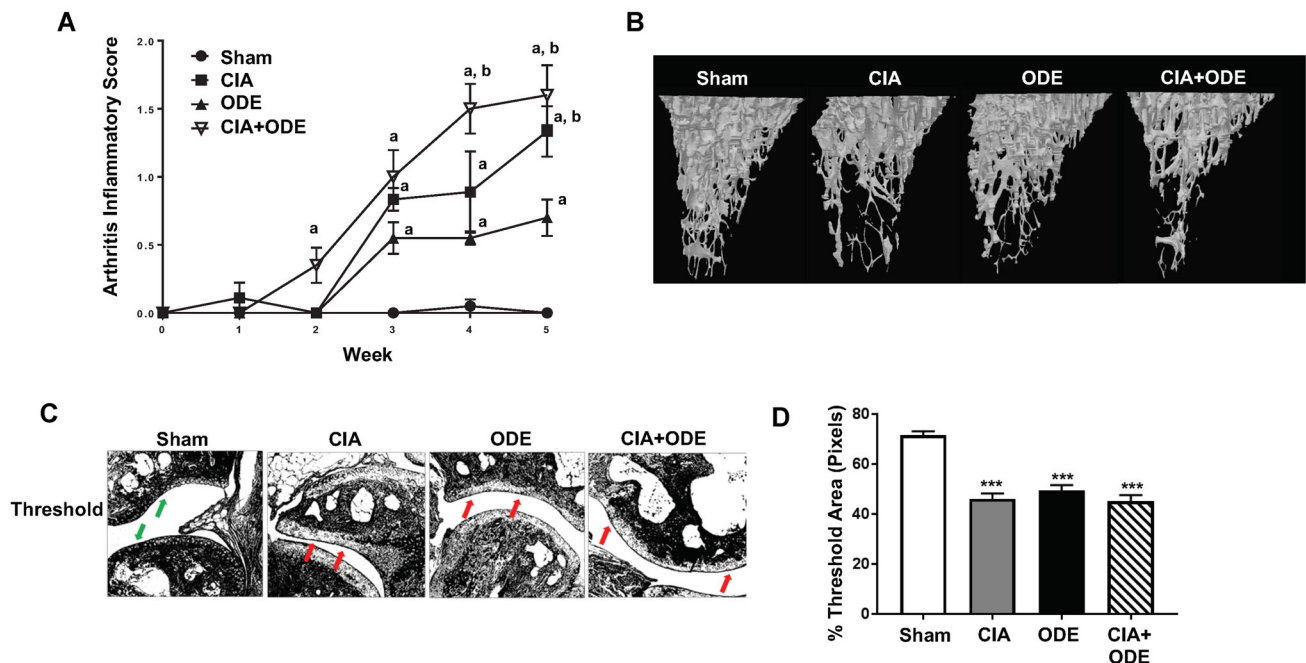 A
Arthritis Inflammatory Score
2.0
1.5
1.0
0.5
0.0
Sham
CIA
ODE
CIA+ODE
a
a
a
a
a, b
a
a
a, b
a, b
a
0 1 2 3 4 5
Week
B
Sham CIA ODE CIA+ODE
C
Sham CIA ODE CIA+ODE
Threshold
D
% Threshold Area (Pixels)
80
60
40
20
0
*** *** ***
Sham CIA ODE CIA+
ODE